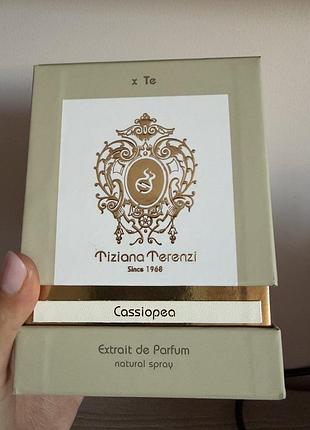 x Te
Tiziana Terenzi
Since 1968
Cassiopea
Extrait de Parfum
natural spray